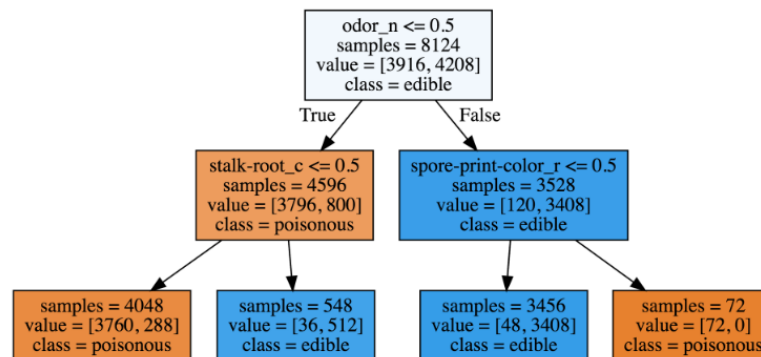 odor_n <= 0.5
samples = 8124
value = [3916, 4208]
class = edible
True
False
stalk-root_c <= 0.5
samples = 4596
value = [3796, 800]
class = poisonous
spore-print-color_r <= 0.5
samples = 3528
value = [120, 3408]
class = edible
samples = 4048
value = [3760, 288]
class = poisonous
samples = 548
value = [36, 512]
class = edible
samples = 3456
value = [48, 3408]
class = edible
samples = 72
value = [72, 0]
class = poisonous